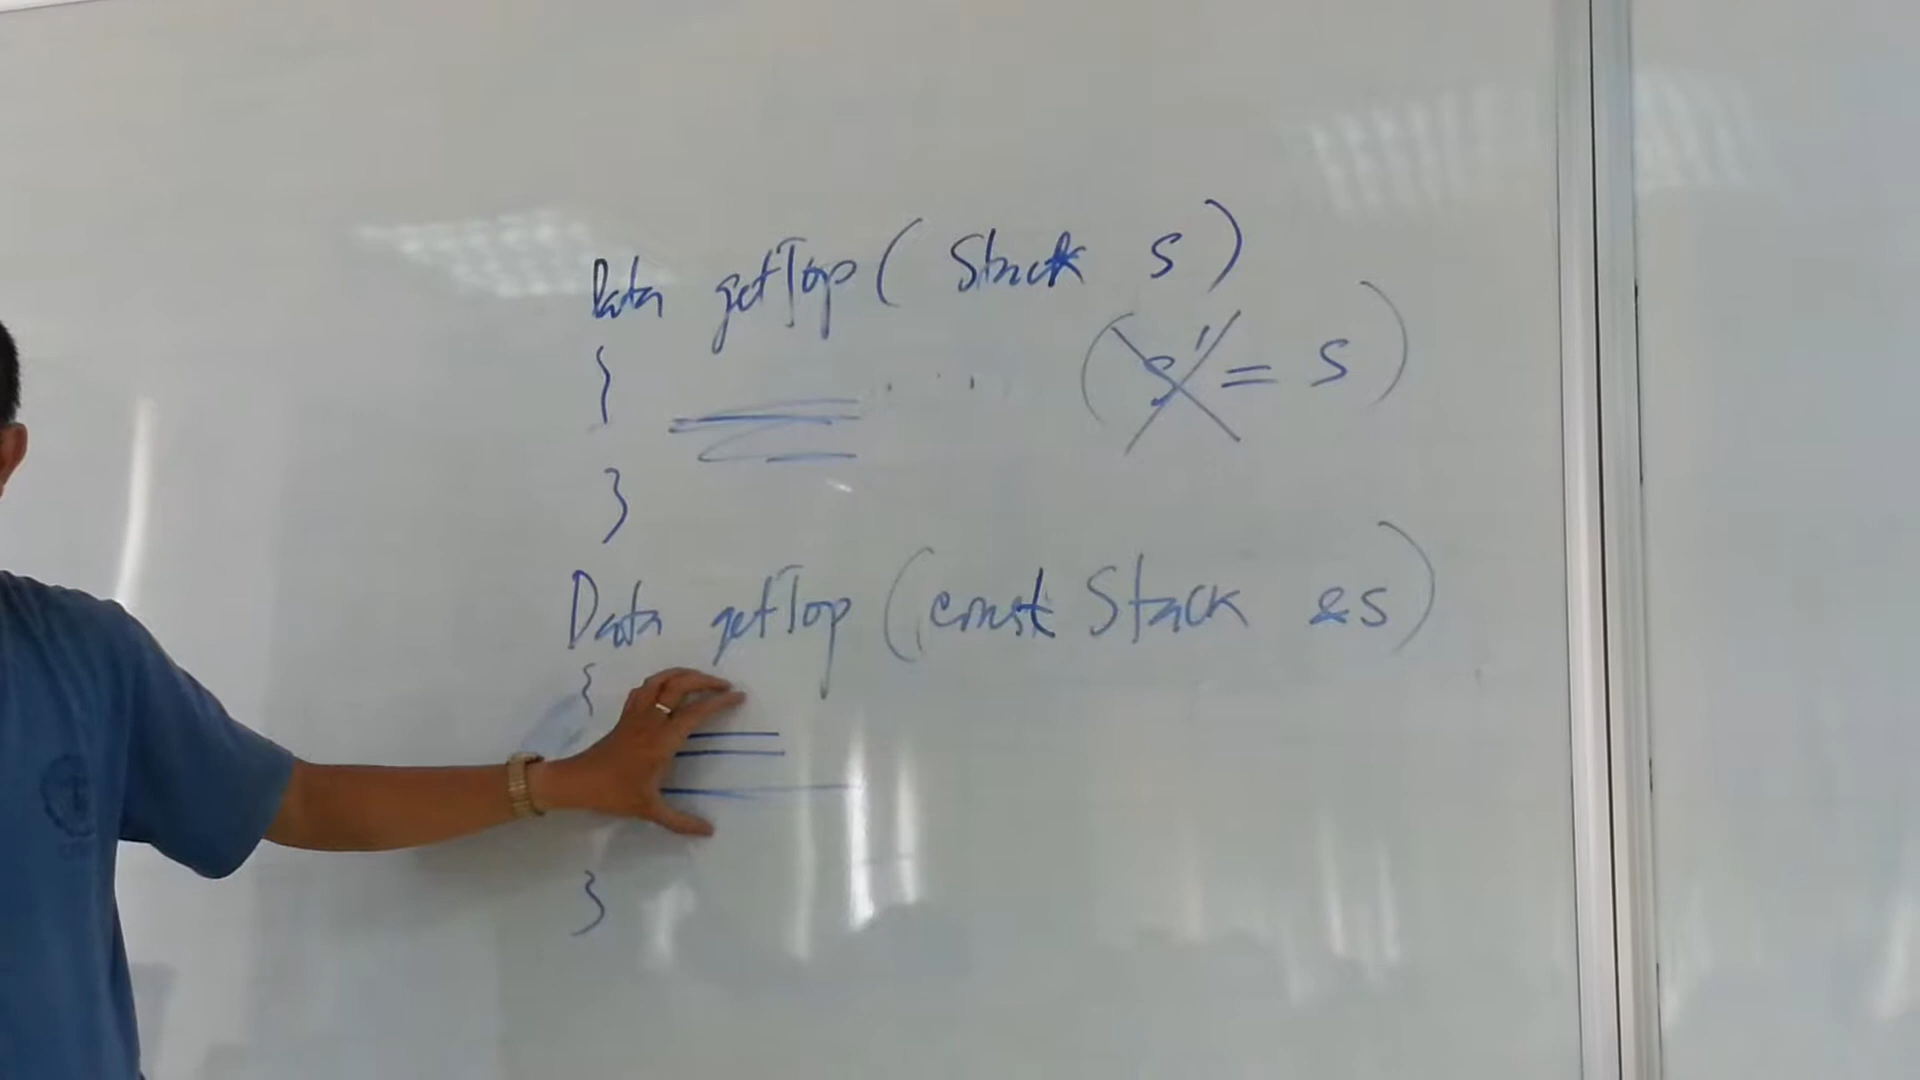 Data getTop ( Stack s )
{
( s' = s )
}
Data getTop ( const Stack &s )
{
}